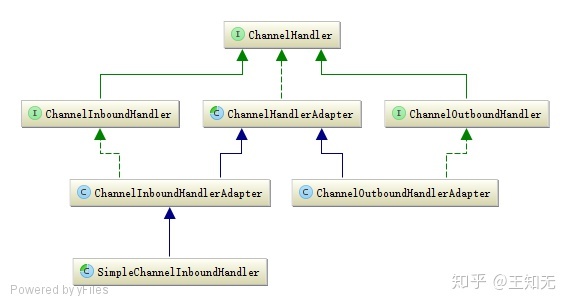 I ChannelHandler
I ChannelInboundHandler
C ChannelHandlerAdapter
I ChannelOutboundHandler
C ChannelInboundHandlerAdapter
C ChannelOutboundHandlerAdapter
C SimpleChannelInboundHandler
Powered by yFiles
知乎 @王知无